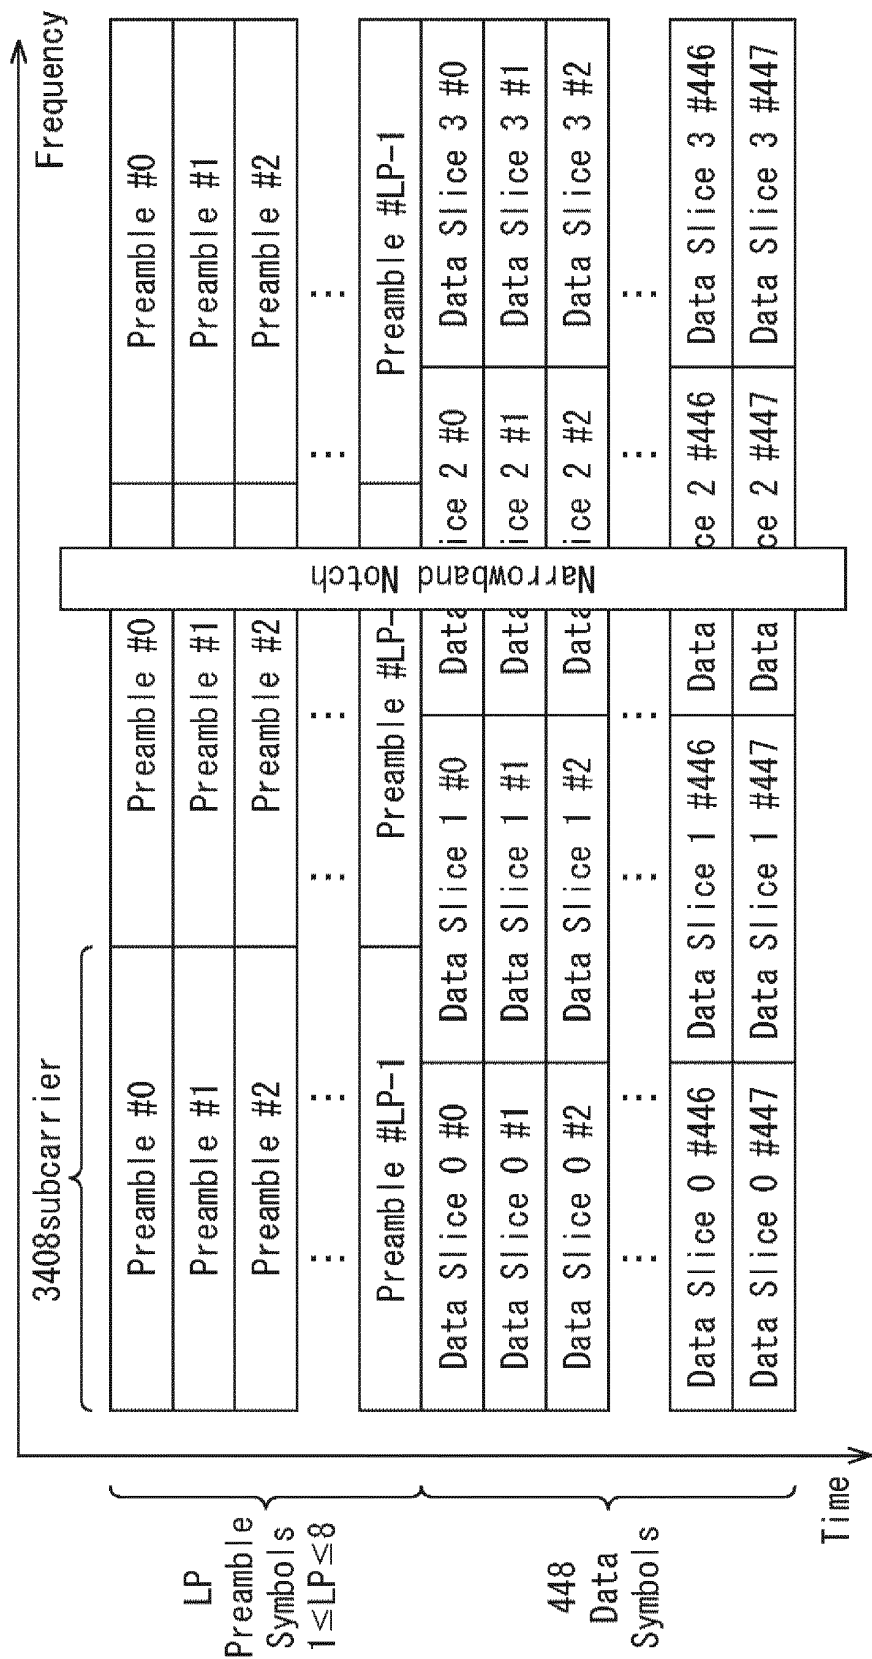 3408subcarrier
Frequency
LP
Preamble
Symbols
1≤LP≤8
Preamble #0
Preamble #0
Preamble #0
Preamble #1
Preamble #1
Preamble #1
Preamble #2
Preamble #2
Preamble #2
... ... ... ... ... ...
Preamble #LP-1
Preamble #LP-
Preamble #LP-1
Narrowband Notch
448
Data
Symbols
Data Slice 0 #0
Data Slice 1 #0
Data ice 2 #0
Data Slice 3 #0
Data Slice 0 #1
Data Slice 1 #1
Data ice 2 #1
Data Slice 3 #1
Data Slice 0 #2
Data Slice 1 #2
Data ice 2 #2
Data Slice 3 #2
... ... ... ... ... ...
Data Slice 0 #446
Data Slice 1 #446
Data ce 2 #446
Data Slice 3 #446
Data Slice 0 #447
Data Slice 1 #447
Data ce 2 #447
Data Slice 3 #447
Time